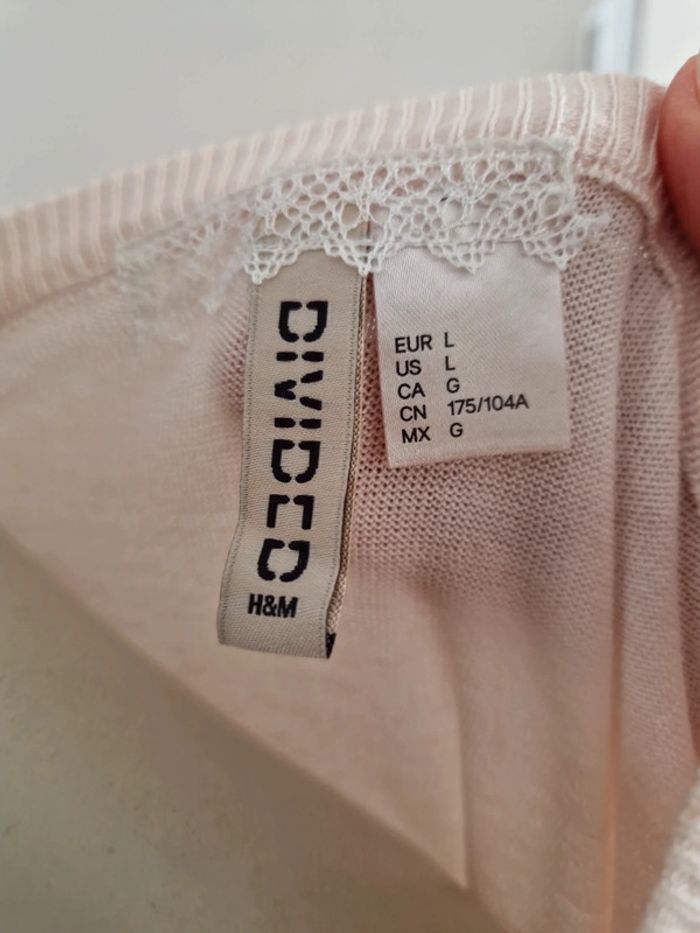 DIVIDED
H&M
EUR L
US L
CA G
CN 175/104A
MX G